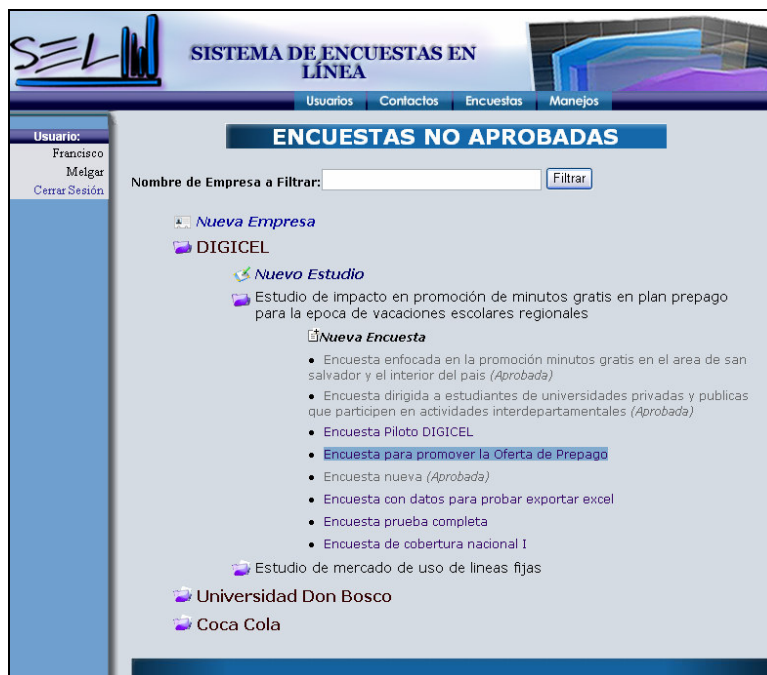 SEL
SISTEMA DE ENCUESTAS EN
LÍNEA
Usuarios Contactos Encuestas Manejos
Usuario:
Francisco
Melgar
Cerrar Sesión
ENCUESTAS NO APROBADAS
Nombre de Empresa a Filtrar: Filtrar
Nueva Empresa
DIGICEL
Nuevo Estudio
Estudio de impacto en promoción de minutos gratis en plan prepago
para la epoca de vacaciones escolares regionales
Nueva Encuesta
• Encuesta enfocada en la promoción minutos gratis en el area de san
salvador y el interior del pais (Aprobada)
• Encuesta dirigida a estudiantes de universidades privadas y publicas
que participen en actividades interdepartamentales (Aprobada)
• Encuesta Piloto DIGICEL
• Encuesta para promover la Oferta de Prepago
• Encuesta nueva (Aprobada)
• Encuesta con datos para probar exportar excel
• Encuesta prueba completa
• Encuesta de cobertura nacional I
Estudio de mercado de uso de lineas fijas
Universidad Don Bosco
Coca Cola